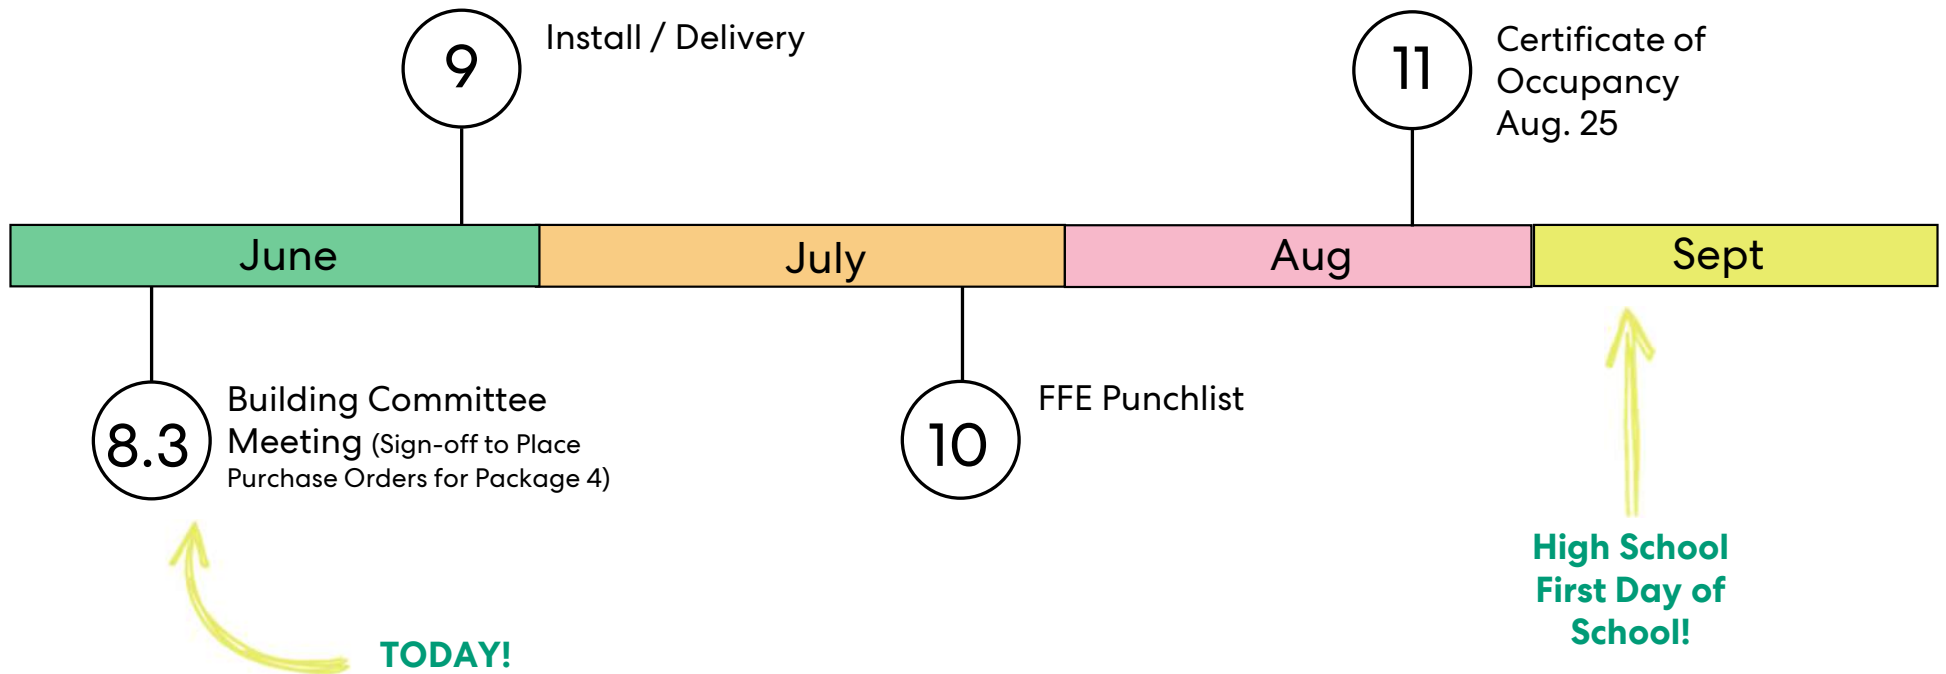 9
Install / Delivery
11
Certificate of
Occupancy
Aug. 25
June
July
Aug
Sept
8.3
Building Committee
Meeting (Sign-off to Place
Purchase Orders for Package 4)
10
FFE Punchlist
High School
First Day of
School!
TODAY!